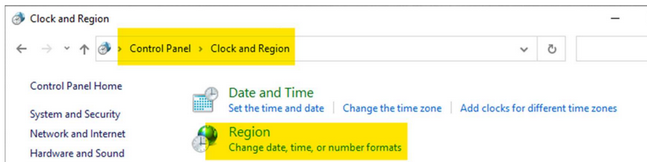 Clock and Region
Control Panel > Clock and Region
Control Panel Home
System and Security
Network and Internet
Hardware and Sound
Date and Time
Set the time and date | Change the time zone | Add clocks for different time zones
Region
Change date, time, or number formats